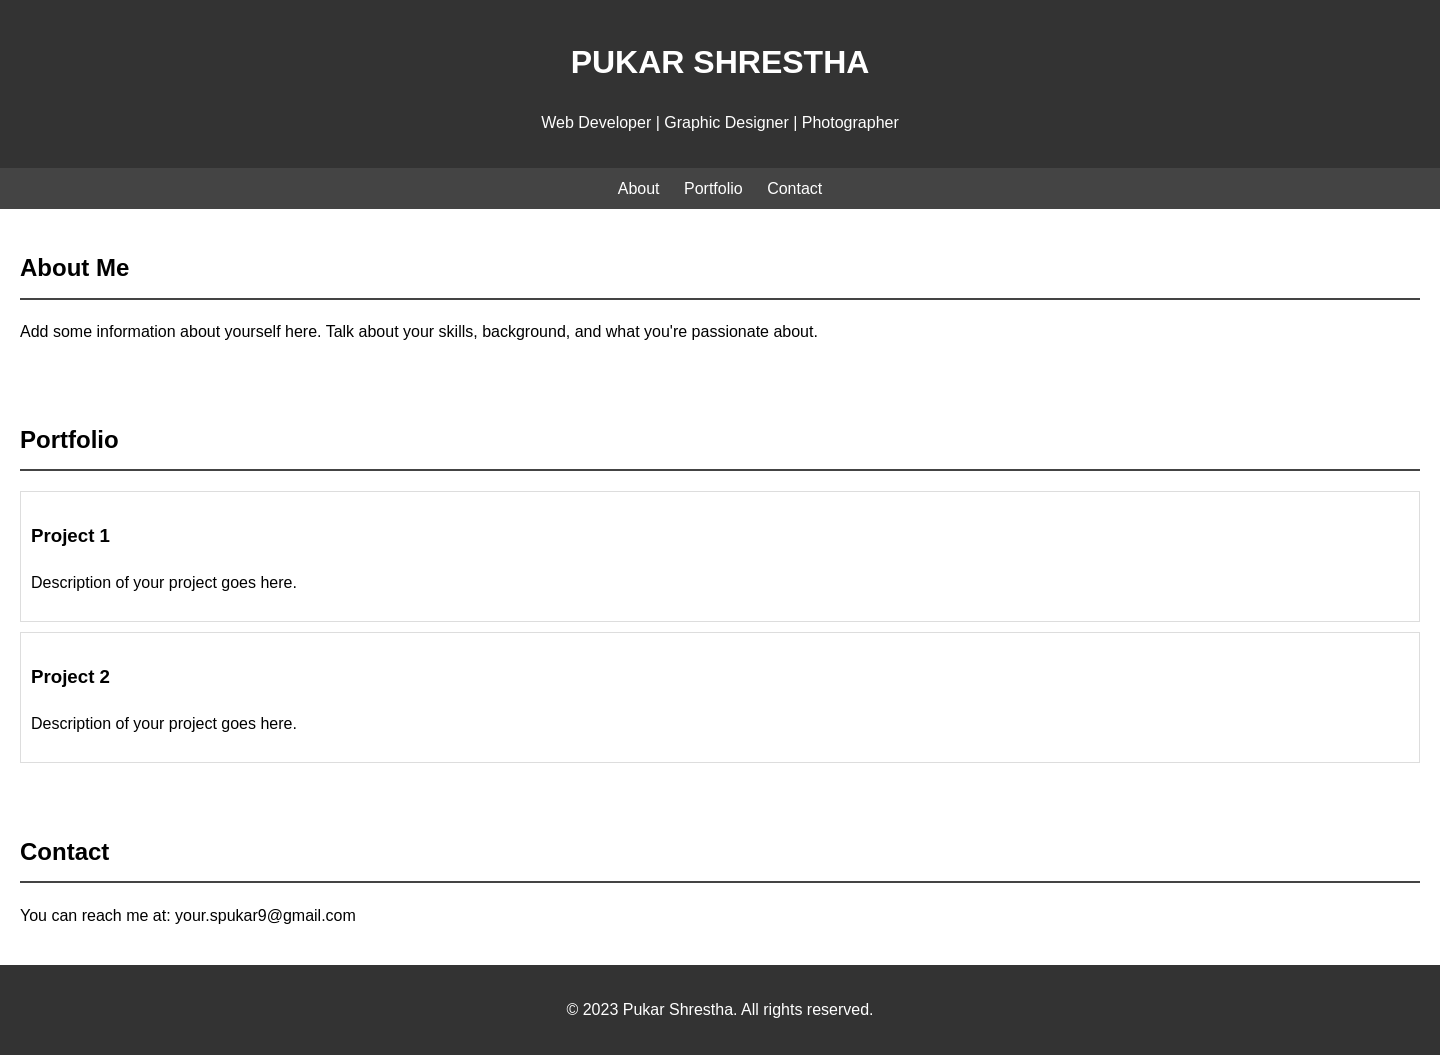 PUKAR SHRESTHA
Web Developer | Graphic Designer | Photographer
About Portfolio Contact
About Me
Add some information about yourself here. Talk about your skills, background, and what you're passionate about.
Portfolio
Project 1
Description of your project goes here.
Project 2
Description of your project goes here.
Contact
You can reach me at: your.spukar9@gmail.com
© 2023 Pukar Shrestha. All rights reserved.